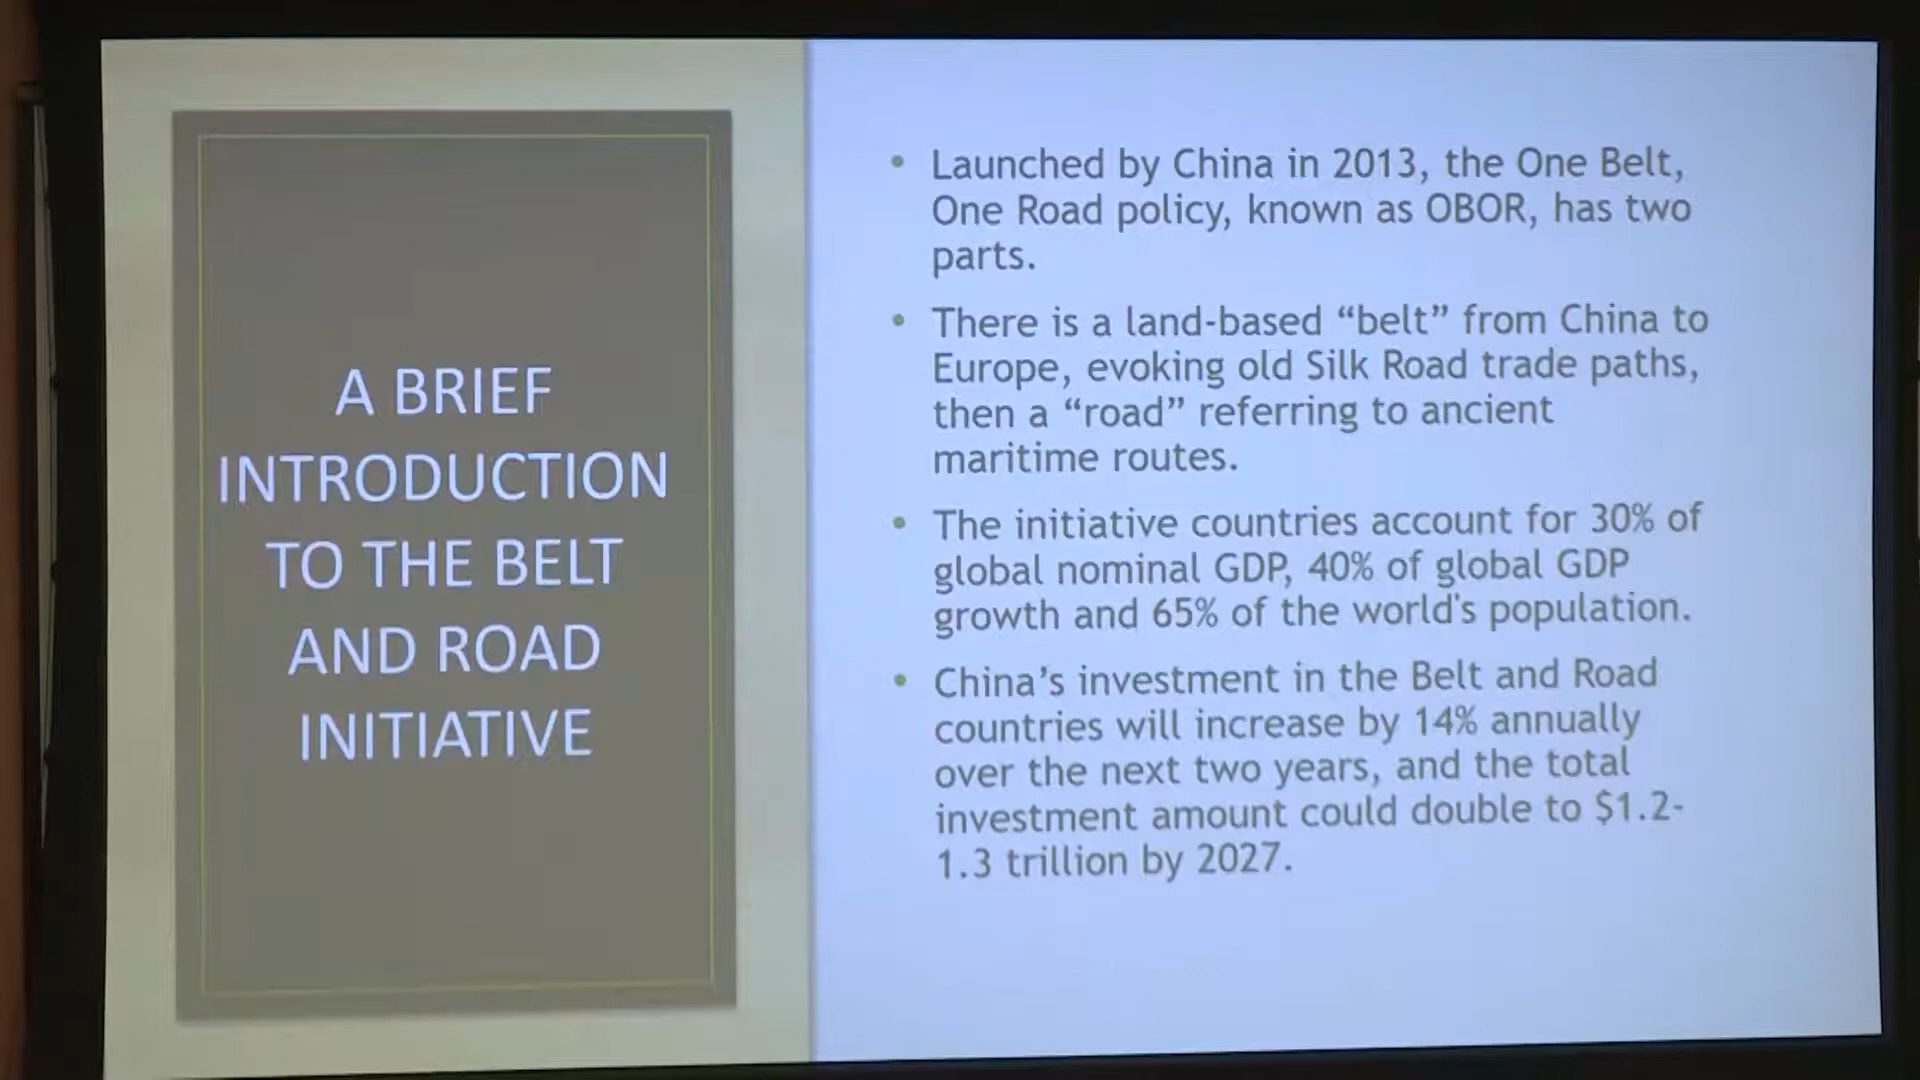 A BRIEF
INTRODUCTION
TO THE BELT
AND ROAD
INITIATIVE
• Launched by China in 2013, the One Belt,
One Road policy, known as OBOR, has two
parts.
• There is a land-based “belt” from China to
Europe, evoking old Silk Road trade paths,
then a “road” referring to ancient
maritime routes.
• The initiative countries account for 30% of
global nominal GDP, 40% of global GDP
growth and 65% of the world's population.
• China’s investment in the Belt and Road
countries will increase by 14% annually
over the next two years, and the total
investment amount could double to $1.2-
1.3 trillion by 2027.